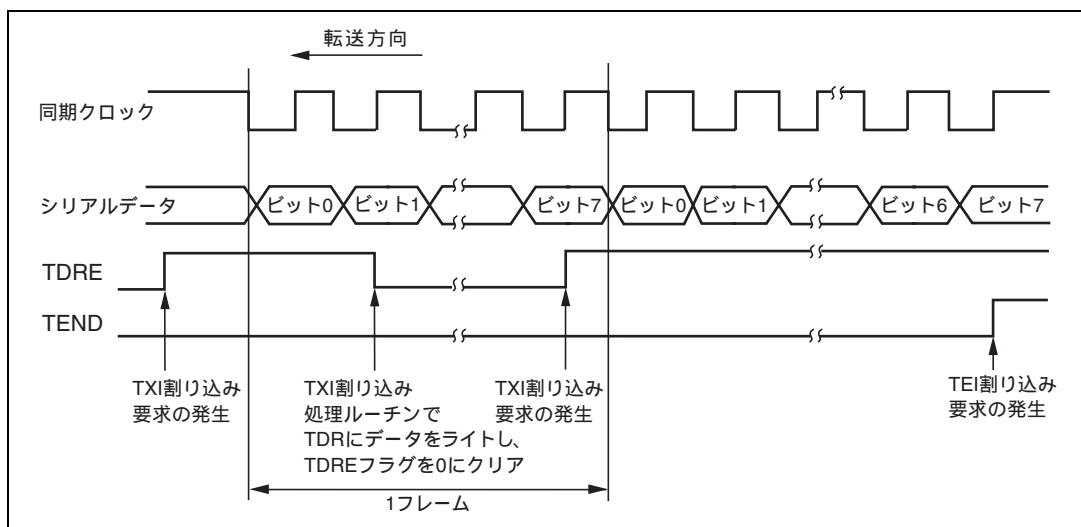 転送方向
同期クロック
シリアルデータ
ビット0
ビット1
ビット7
ビット0
ビット1
ビット6
ビット7
TDRE
TEND
TXI割り込み
要求の発生
TXI割り込み
処理ルーチンで
TDRにデータをライトし、
TDREフラグを0にクリア
TXI割り込み
要求の発生
TEI割り込み
要求の発生
1フレーム